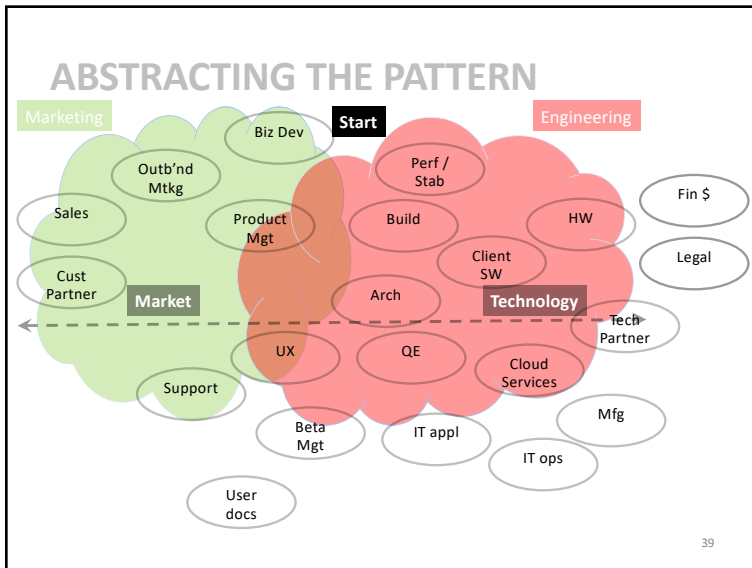 ABSTRACTING THE PATTERN
Marketing
Start
Engineering
Biz Dev
Outb'nd
Mtkg
Perf /
Stab
Sales
Product
Mgt
Build
HW
Fin $
Client
SW
Legal
Cust
Partner
Market
Arch
Technology
Tech
Partner
UX
QE
Cloud
Services
Support
Beta
Mgt
IT appl
Mfg
IT ops
User
docs
39